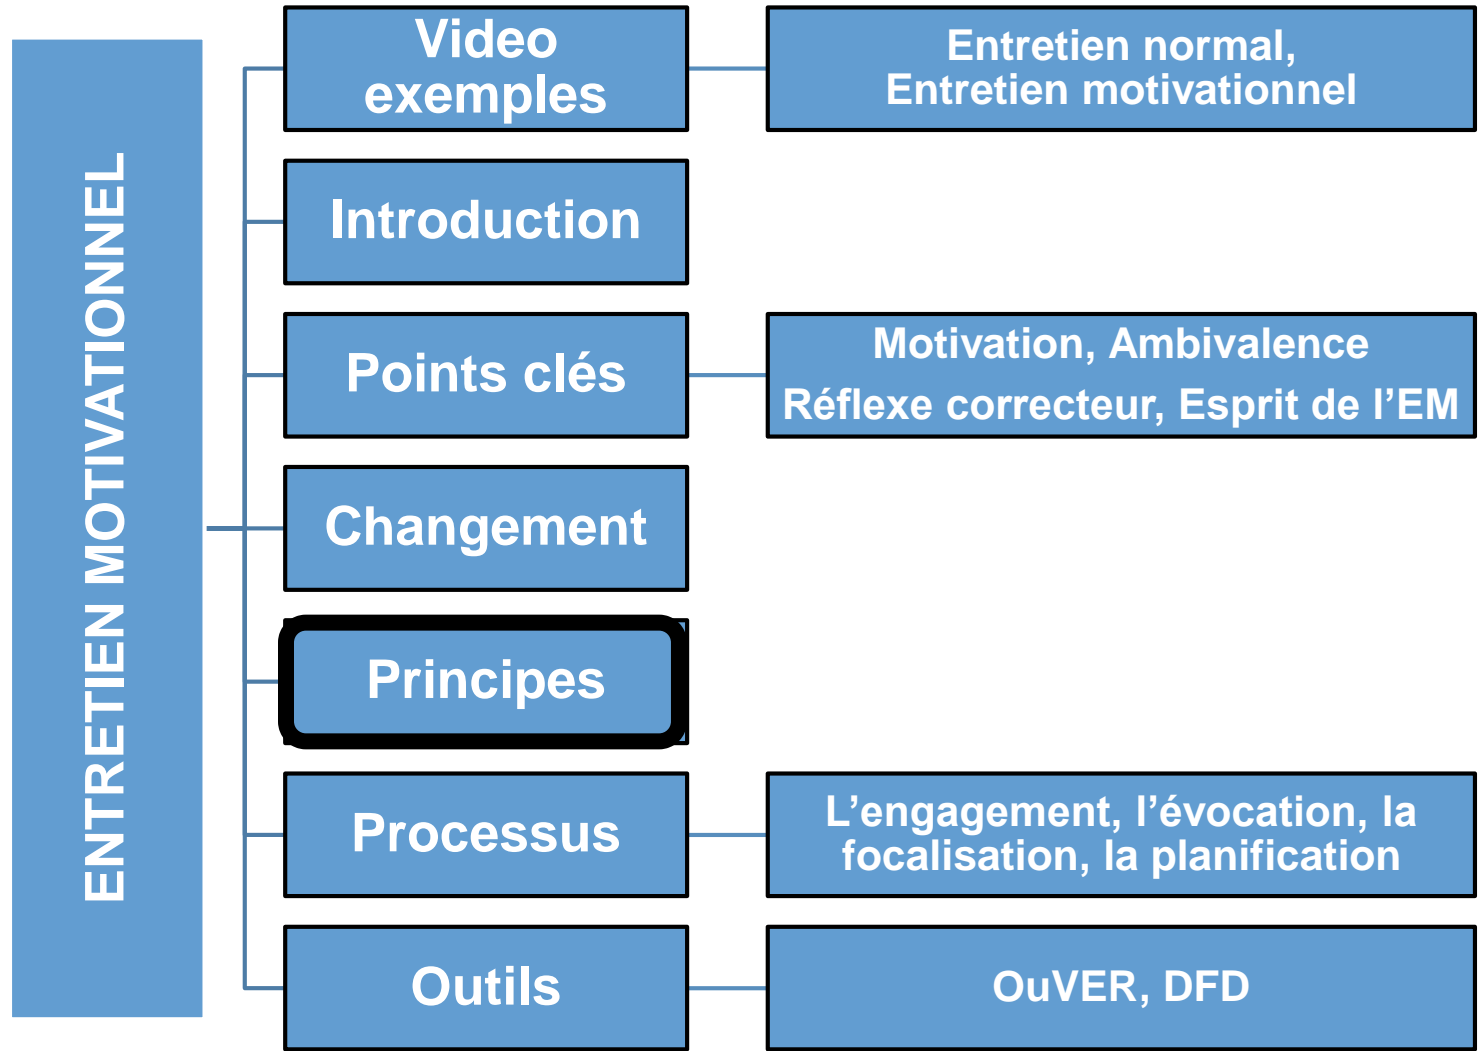 ENTRETIEN MOTIVATIONNEL
Video
exemples
Entretien normal,
Entretien motivationnel
Introduction
Points clés
Motivation, Ambivalence
Réflexe correcteur, Esprit de l’EM
Changement
Principes
Processus
L’engagement, l’évocation, la
focalisation, la planification
Outils
OuVER, DFD